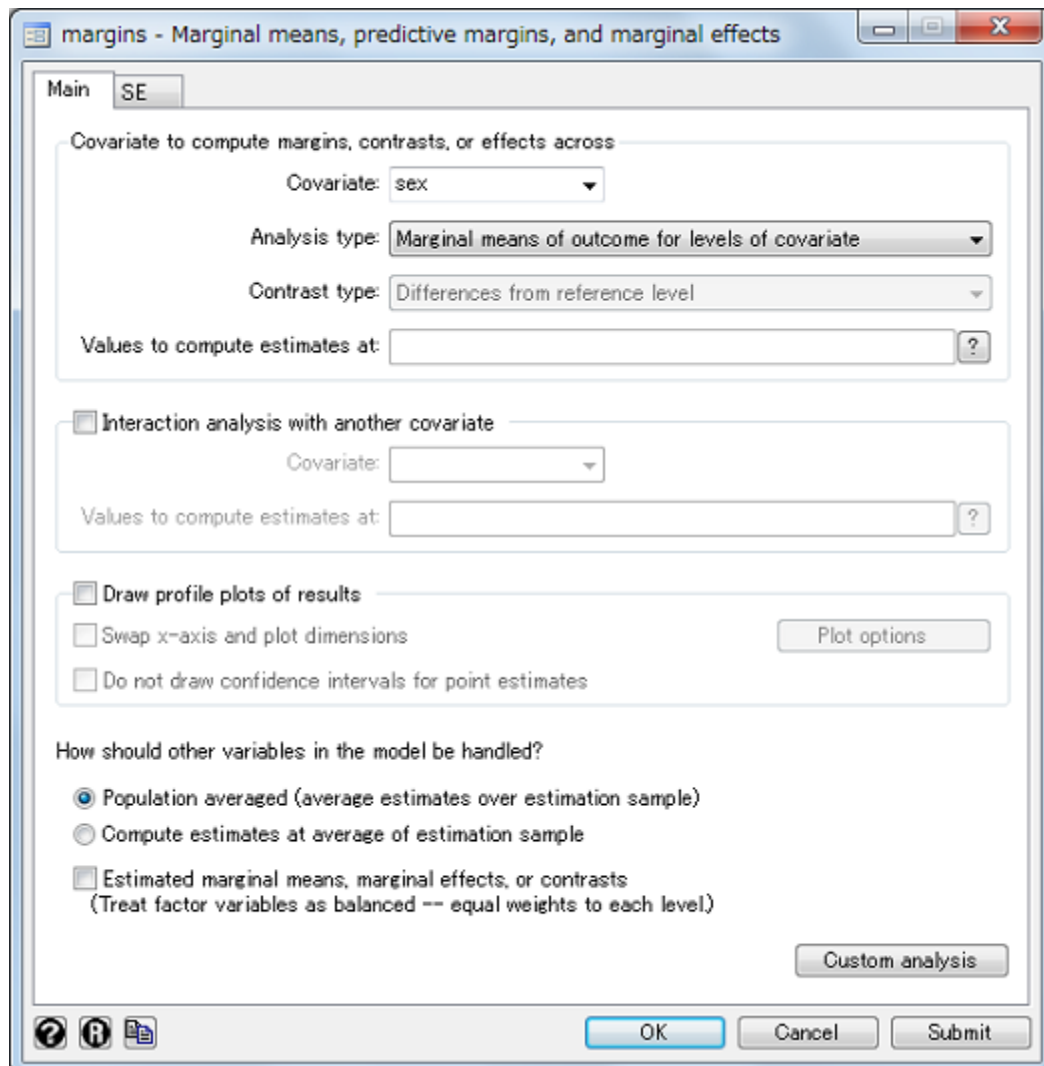 margins - Marginal means, predictive margins, and marginal effects
Main SE
Covariate to compute margins, contrasts, or effects across
Covariate: sex
Analysis type: Marginal means of outcome for levels of covariate
Contrast type: Differences from reference level
Values to compute estimates at: ?
Interaction analysis with another covariate
Covariate:
Values to compute estimates at: ?
Draw profile plots of results
Swap x-axis and plot dimensions Plot options
Do not draw confidence intervals for point estimates
How should other variables in the model be handled?
Population averaged (average estimates over estimation sample)
Compute estimates at average of estimation sample
Estimated marginal means, marginal effects, or contrasts
(Treat factor variables as balanced -- equal weights to each level.)
Custom analysis
? R OK Cancel Submit